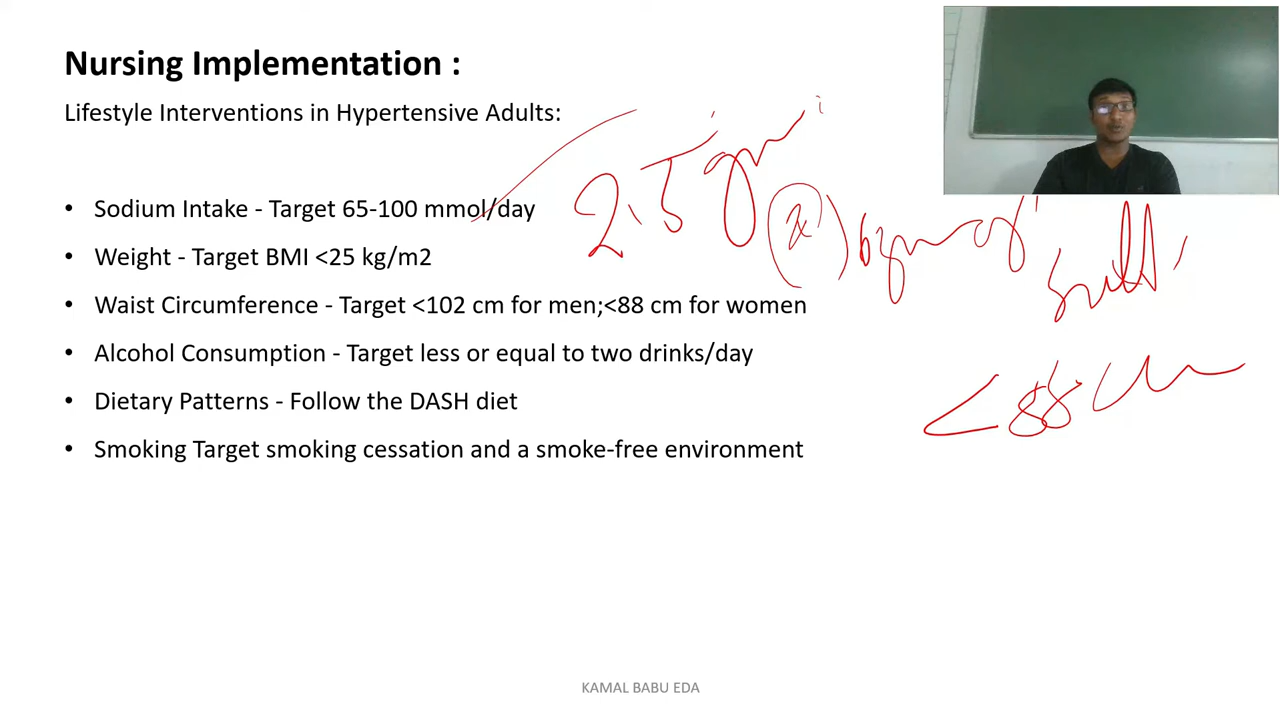 Nursing Implementation :
Lifestyle Interventions in Hypertensive Adults:
• Sodium Intake - Target 65-100 mmol/day
2.5 gm
6gm of
salt
• Weight - Target BMI <25 kg/m2
• Waist Circumference - Target <102 cm for men;<88 cm for women
• Alcohol Consumption - Target less or equal to two drinks/day
<88 cm
• Dietary Patterns - Follow the DASH diet
• Smoking Target smoking cessation and a smoke-free environment
KAMAL BABU EDA